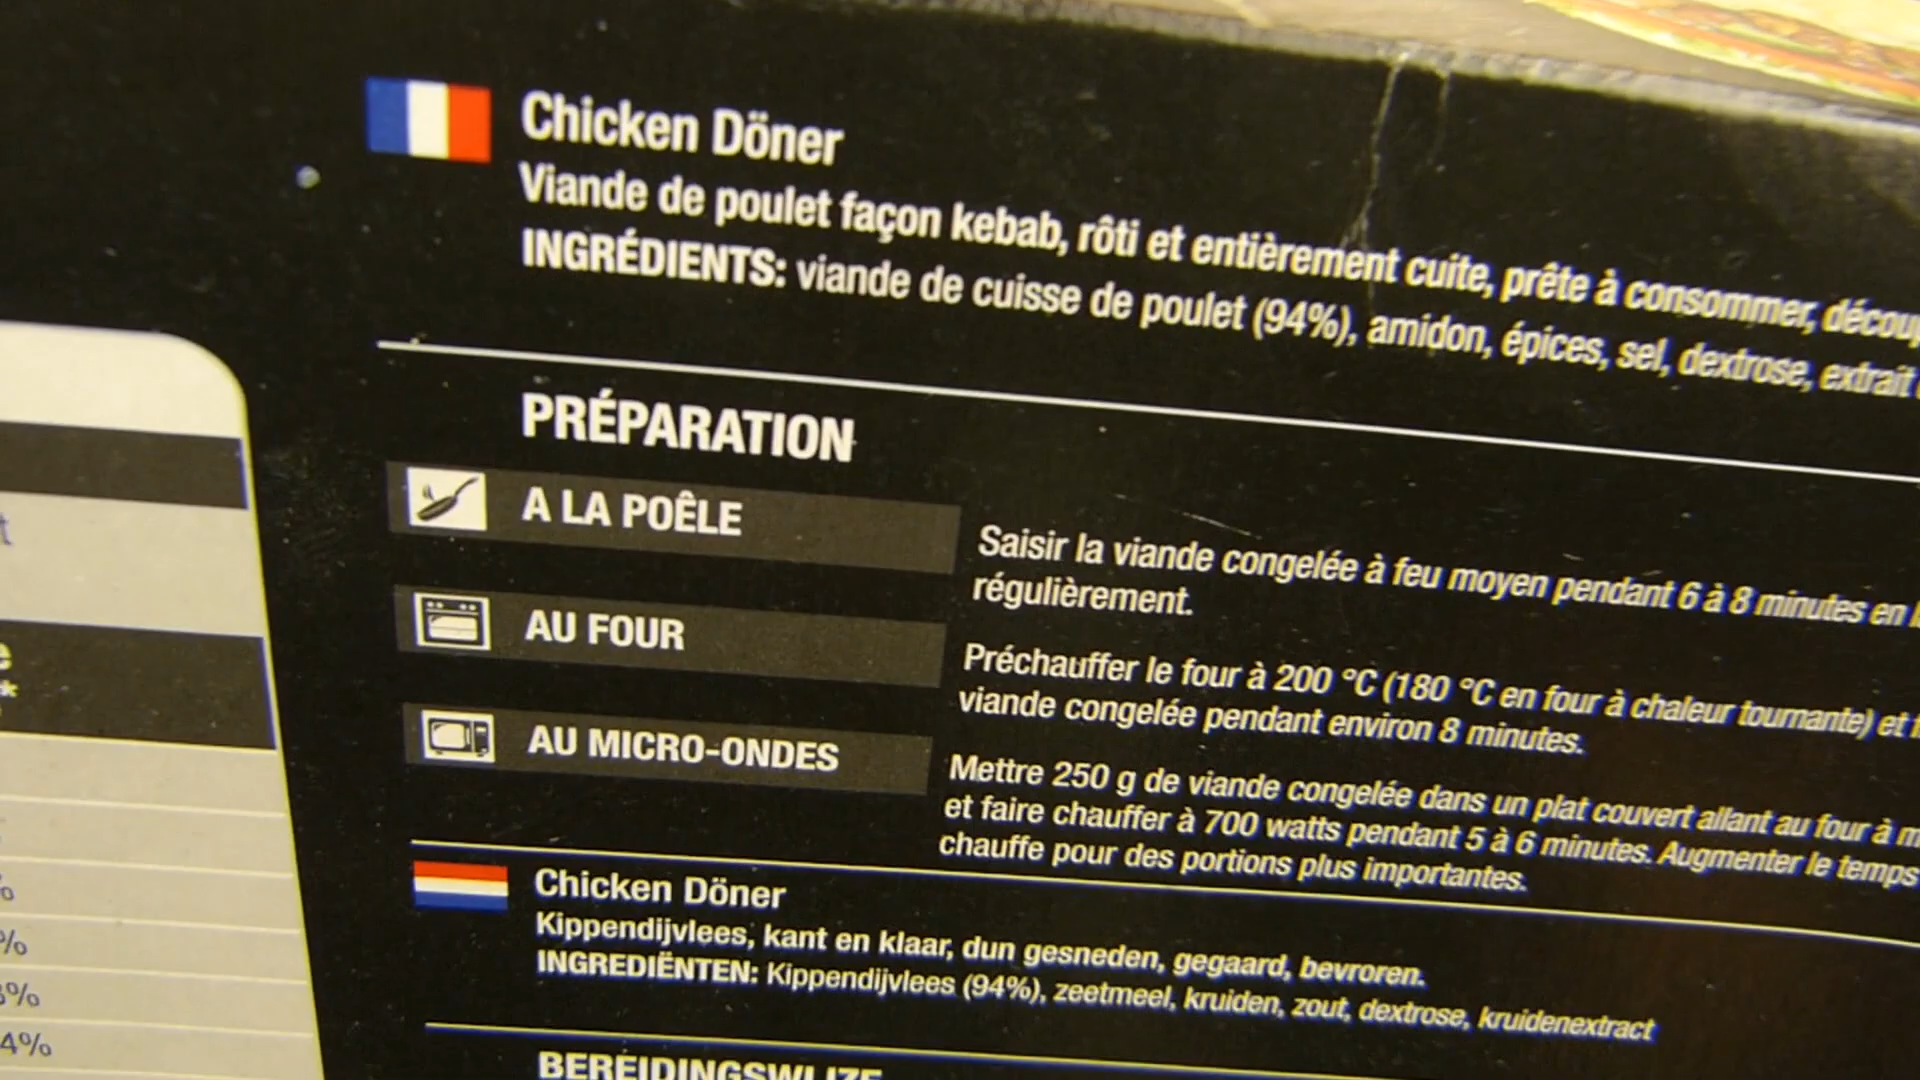 Chicken Döner
Viande de poulet façon kebab, rôti et entièrement cuite, prête à consommer,
INGRÉDIENTS: viande de cuisse de poulet (94%), amidon, épices, sel, dextrose, extrait
PRÉPARATION
A LA POÊLE
Saisir la viande congelée à feu moyen pendant 6 à 8 minutes en
régulièrement.
AU FOUR
Préchauffer le four à 200 °C (180 °C en four à chaleur tournante) et
viande congelée pendant environ 8 minutes.
AU MICRO-ONDES
Mettre 250 g de viande congelée dans un plat couvert allant au four à
et faire chauffer à 700 watts pendant 5 à 6 minutes. Augmenter le temps
chauffe pour des portions plus importantes.
Chicken Döner
Kippendijvlees, kant en klaar, dun gesneden, gegaard, bevroren.
INGREDIËNTEN: Kippendijvlees (94%), zeetmeel, kruiden, zout, dextrose, kruidenextract
BEREIDINGSWIJZE